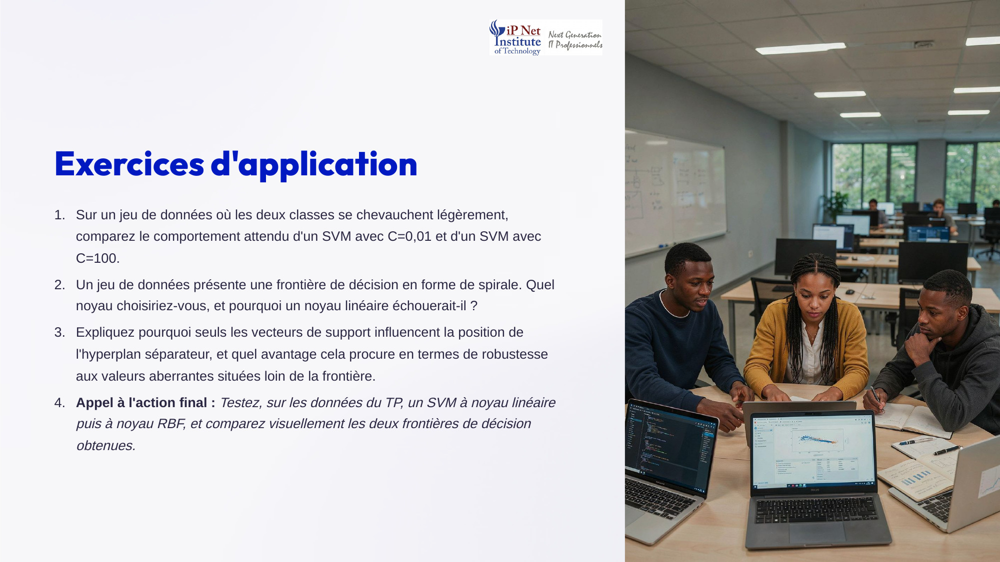 iP Net
Institute
of Technology
Next Generation
IT Professionnels
Exercices d'application
1. Sur un jeu de données où les deux classes se chevauchent légèrement,
comparez le comportement attendu d'un SVM avec C=0,01 et d'un SVM avec
C=100.
2. Un jeu de données présente une frontière de décision en forme de spirale. Quel
noyau choisiriez-vous, et pourquoi un noyau linéaire échouerait-il ?
3. Expliquez pourquoi seuls les vecteurs de support influencent la position de
l'hyperplan séparateur, et quel avantage cela procure en termes de robustesse
aux valeurs aberrantes situées loin de la frontière.
4. Appel à l'action final : Testez, sur les données du TP, un SVM à noyau linéaire
puis à noyau RBF, et comparez visuellement les deux frontières de décision
obtenues.